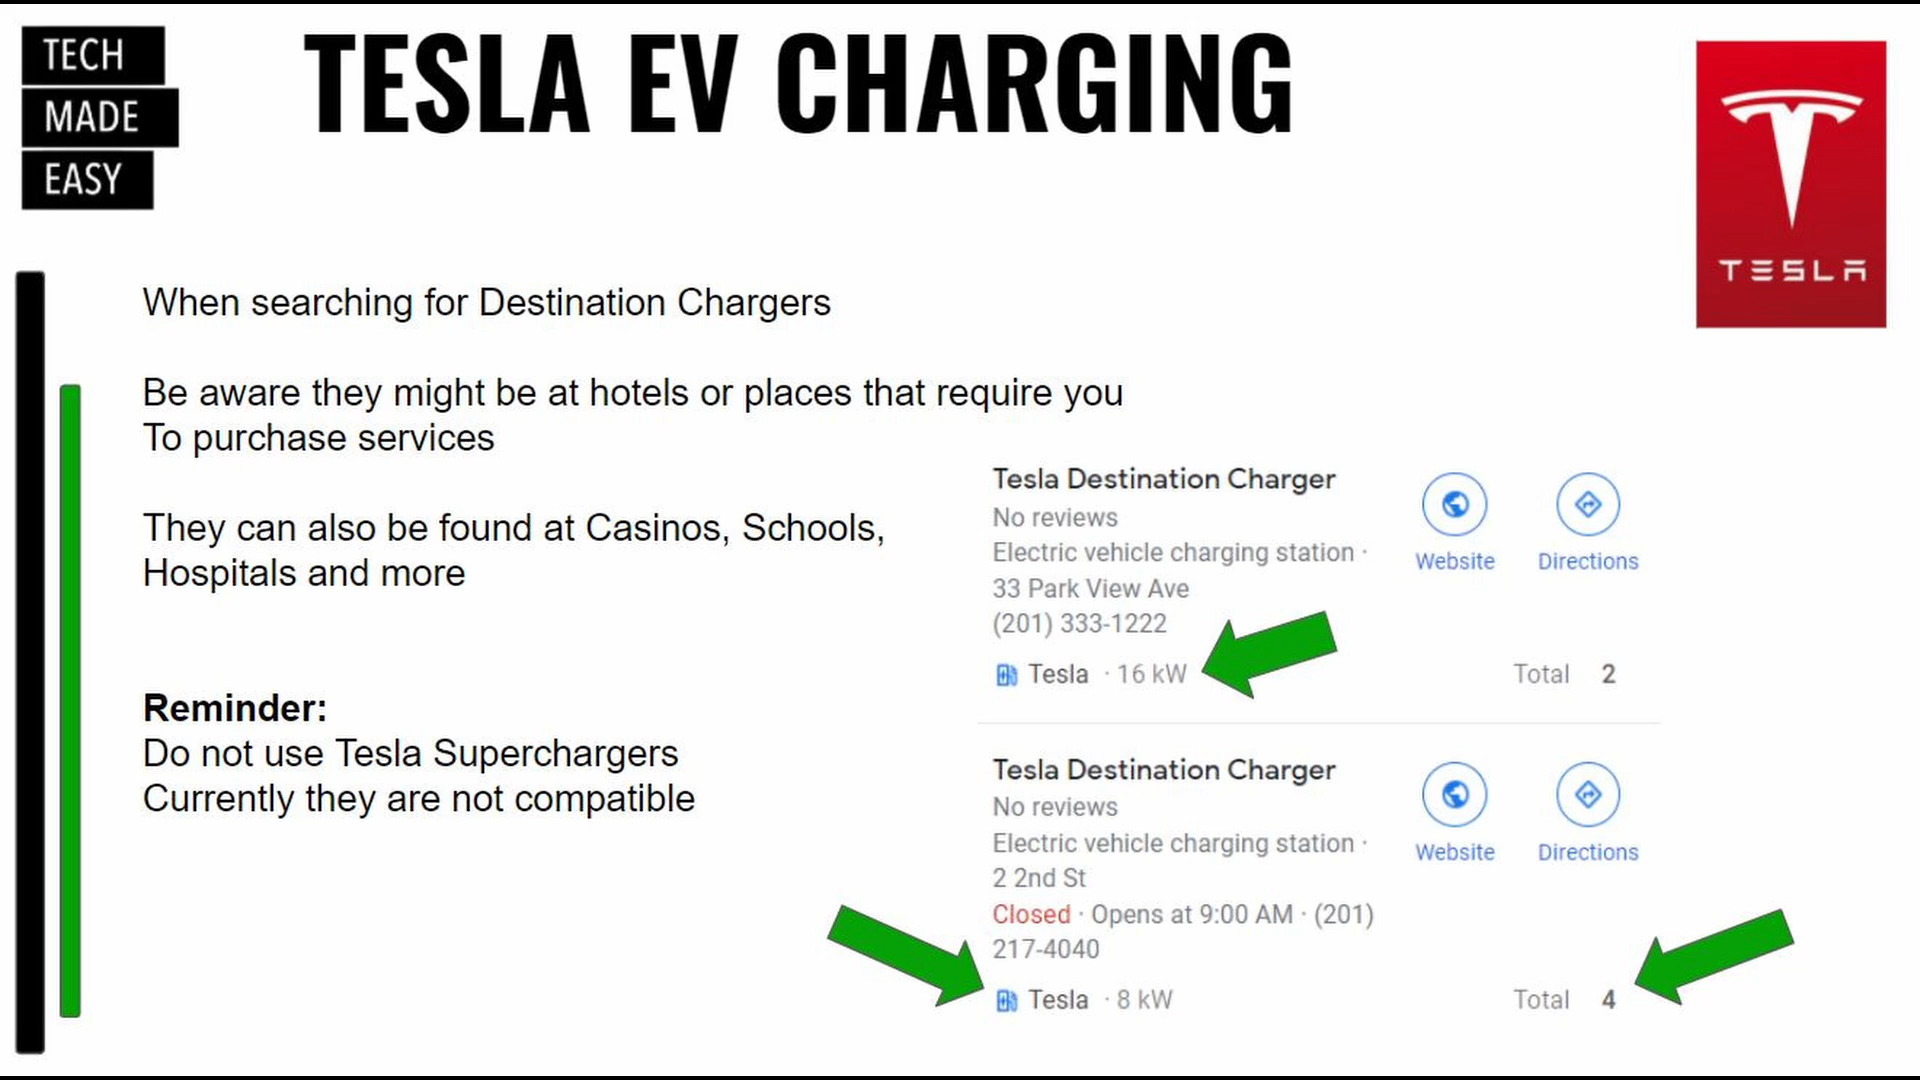 TECH
MADE
EASY
TESLA EV CHARGING
TESLA
When searching for Destination Chargers
Be aware they might be at hotels or places that require you
To purchase services
They can also be found at Casinos, Schools,
Hospitals and more
Reminder:
Do not use Tesla Superchargers
Currently they are not compatible
Tesla Destination Charger
No reviews
Electric vehicle charging station ·
33 Park View Ave
(201) 333-1222
Website
Directions
Tesla · 16 kW
Total 2
Tesla Destination Charger
No reviews
Electric vehicle charging station ·
2 2nd St
Closed · Opens at 9:00 AM · (201)
217-4040
Website
Directions
Tesla · 8 kW
Total 4